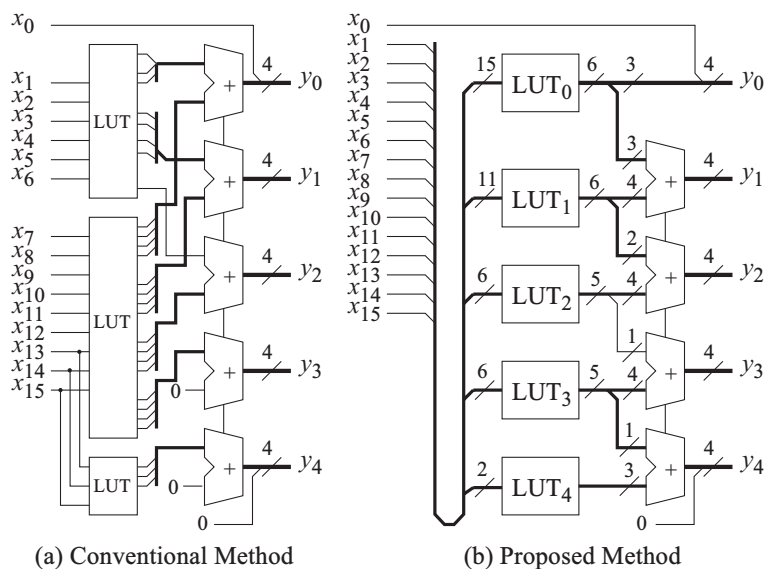 x0
x1
x2
x3
x4
x5
x6
LUT
x7
x8
x9
x10
x11
x12
x13
x14
x15
LUT
LUT
+
4
y0
+
4
y1
+
4
y2
+
0
4
y3
+
0
0
4
y4
(a) Conventional Method
x0
x1
x2
x3
x4
x5
x6
x7
x8
x9
x10
x11
x12
x13
x14
x15
15
LUT0
6
3
4
y0
3
11
LUT1
6
4
+
4
y1
2
6
LUT2
5
4
+
4
y2
1
6
LUT3
5
4
+
4
y3
1
2
LUT4
3
+
0
4
y4
(b) Proposed Method